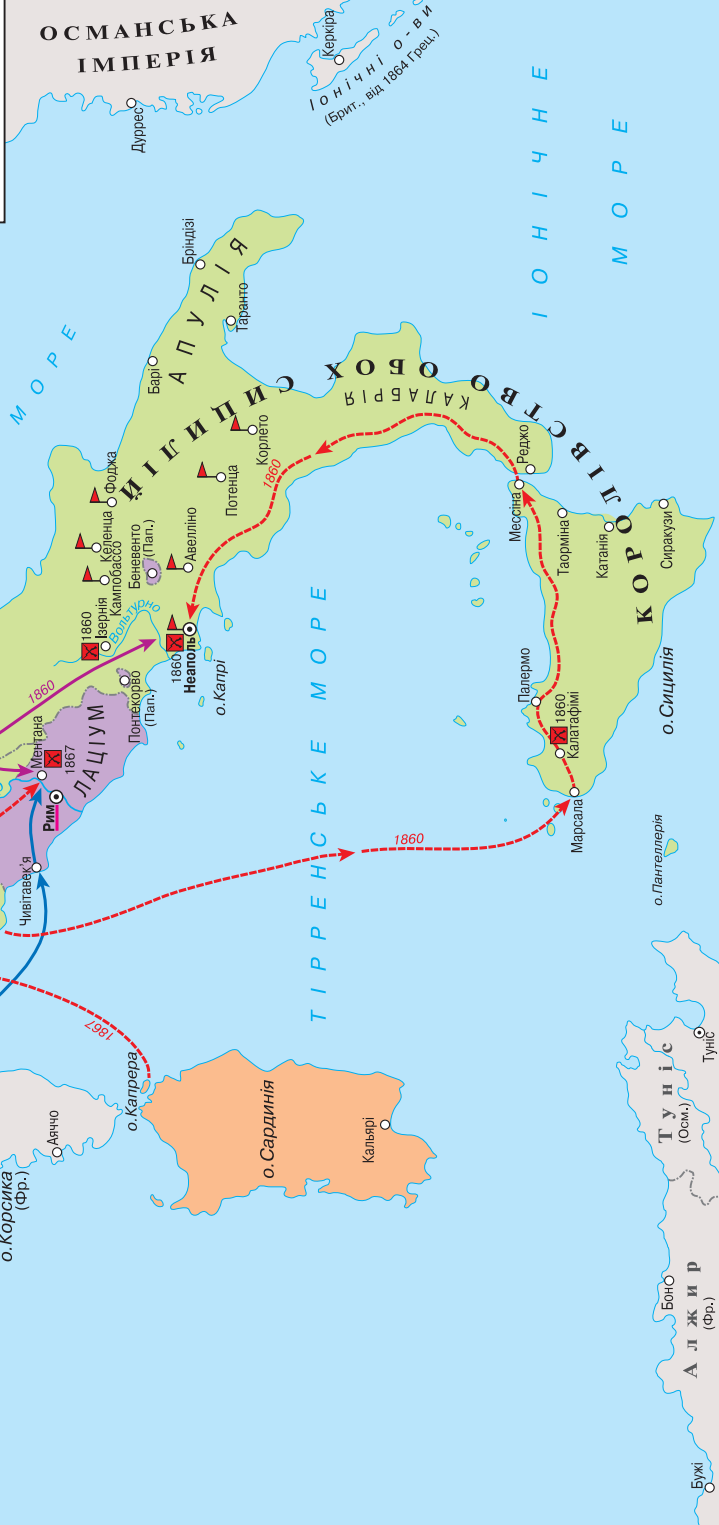 ОСМАНСЬКА
ІМПЕРІЯ
Дуррес
Керкіра
Іонічні о-ви
(Брит., від 1864 Грец.)
ІОНІЧНЕ
МОРЕ
МОРЕ
Бріндізі
АПУЛІЯ
Таранто
Барі
КОРОЛІВСТВО ОБОХ СИЦИЛІЙ
КАЛАБРІЯ
Фоджа
Корлето
Потенца
Келенца
Кампобассо
Беневенто
(Пап.)
Авелліно
1860
Ізернія
Вольтурно
1860
Неаполь
о.Капрі
1860
1860
Понтекорво
(Пап.)
Ментана
1867
ЛАЦІУМ
Рим
Чивітавек'я
Реджо
Мессіна
Таорміна
Катанія
Сиракузи
Палермо
1860
Калатафімі
о.Сицилія
Марсала
1860
о.Пантеллерія
ТІРРЕНСЬКЕ МОРЕ
1867
о.Капрера
Аяччо
о.Корсика
(Фр.)
о.Сардинія
Кальярі
Туніс
Туніс
(Осм.)
Бон
Алжир
(Фр.)
Бужі